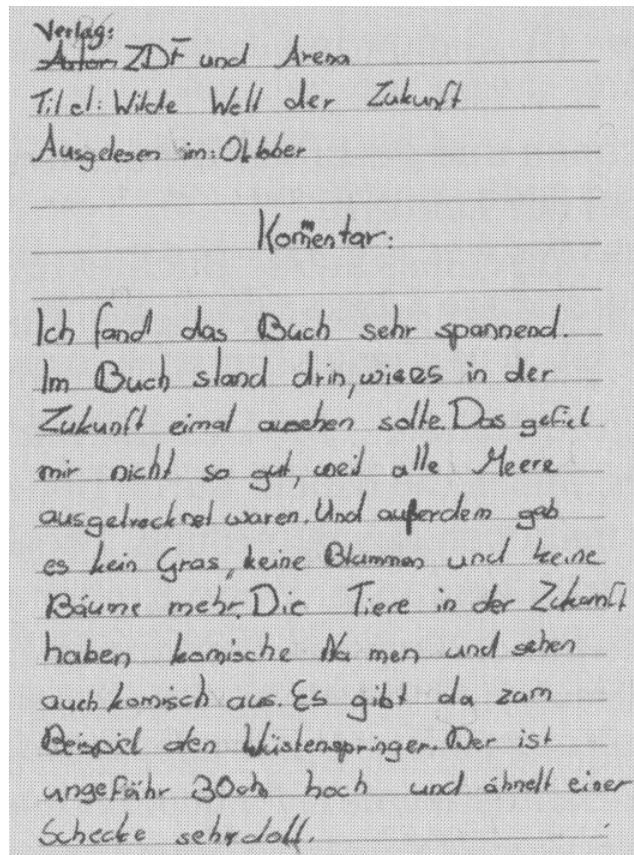 Verlag:
Autor: ZDF und Arena
Titel: Wilde Welt der Zukunft
Ausgelesen im: Oktober
Komentar:
Ich fand das Buch sehr spannend.
Im Buch stand drin, wie es in der
Zukunft eimal aussehen sollte. Das gefiel
mir nicht so gut, weil alle Meere
ausgetrocknet waren. Und außerdem gab
es kein Gras, keine Blummen und keine
Bäume mehr. Die Tiere in der Zukunft
haben komische Namen und sehen
auch komisch aus. Es gibt da zum
Beispiel den Wüstenspringer. Der ist
ungefähr 30cm hoch und ähnelt einer
Schecke sehr doll.